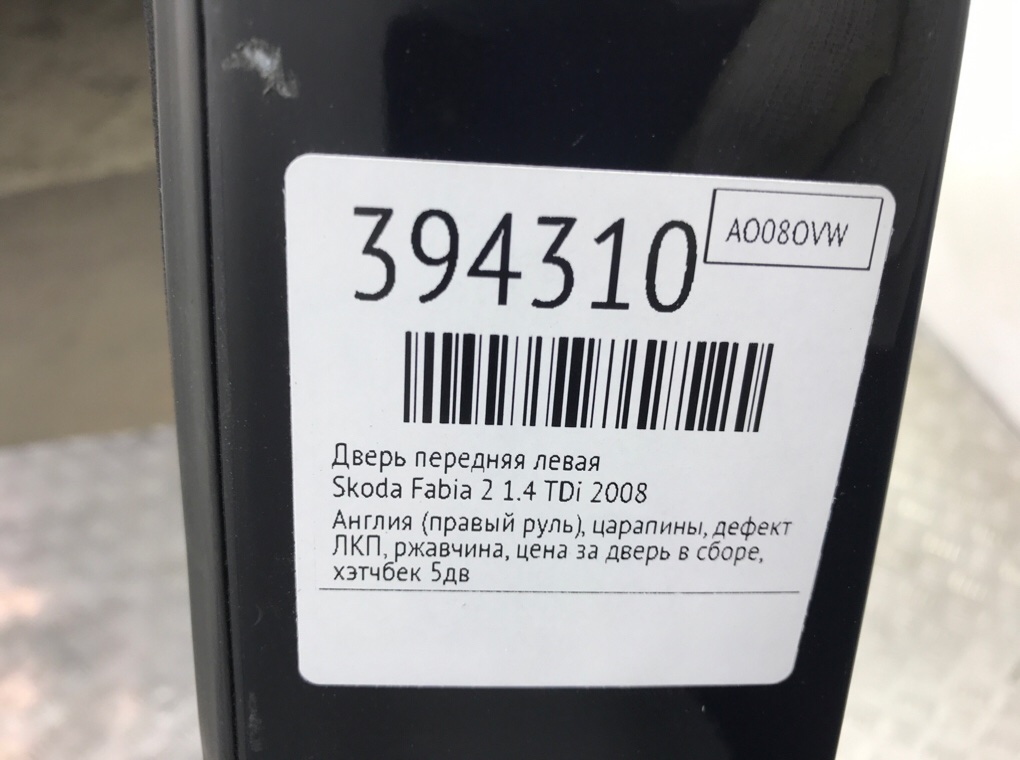 394310
AO08OVW
Дверь передняя левая
Skoda Fabia 2 1.4 TDi 2008
Англия (правый руль), царапины, дефект
ЛКП, ржавчина, цена за дверь в сборе,
хэтчбек 5дв